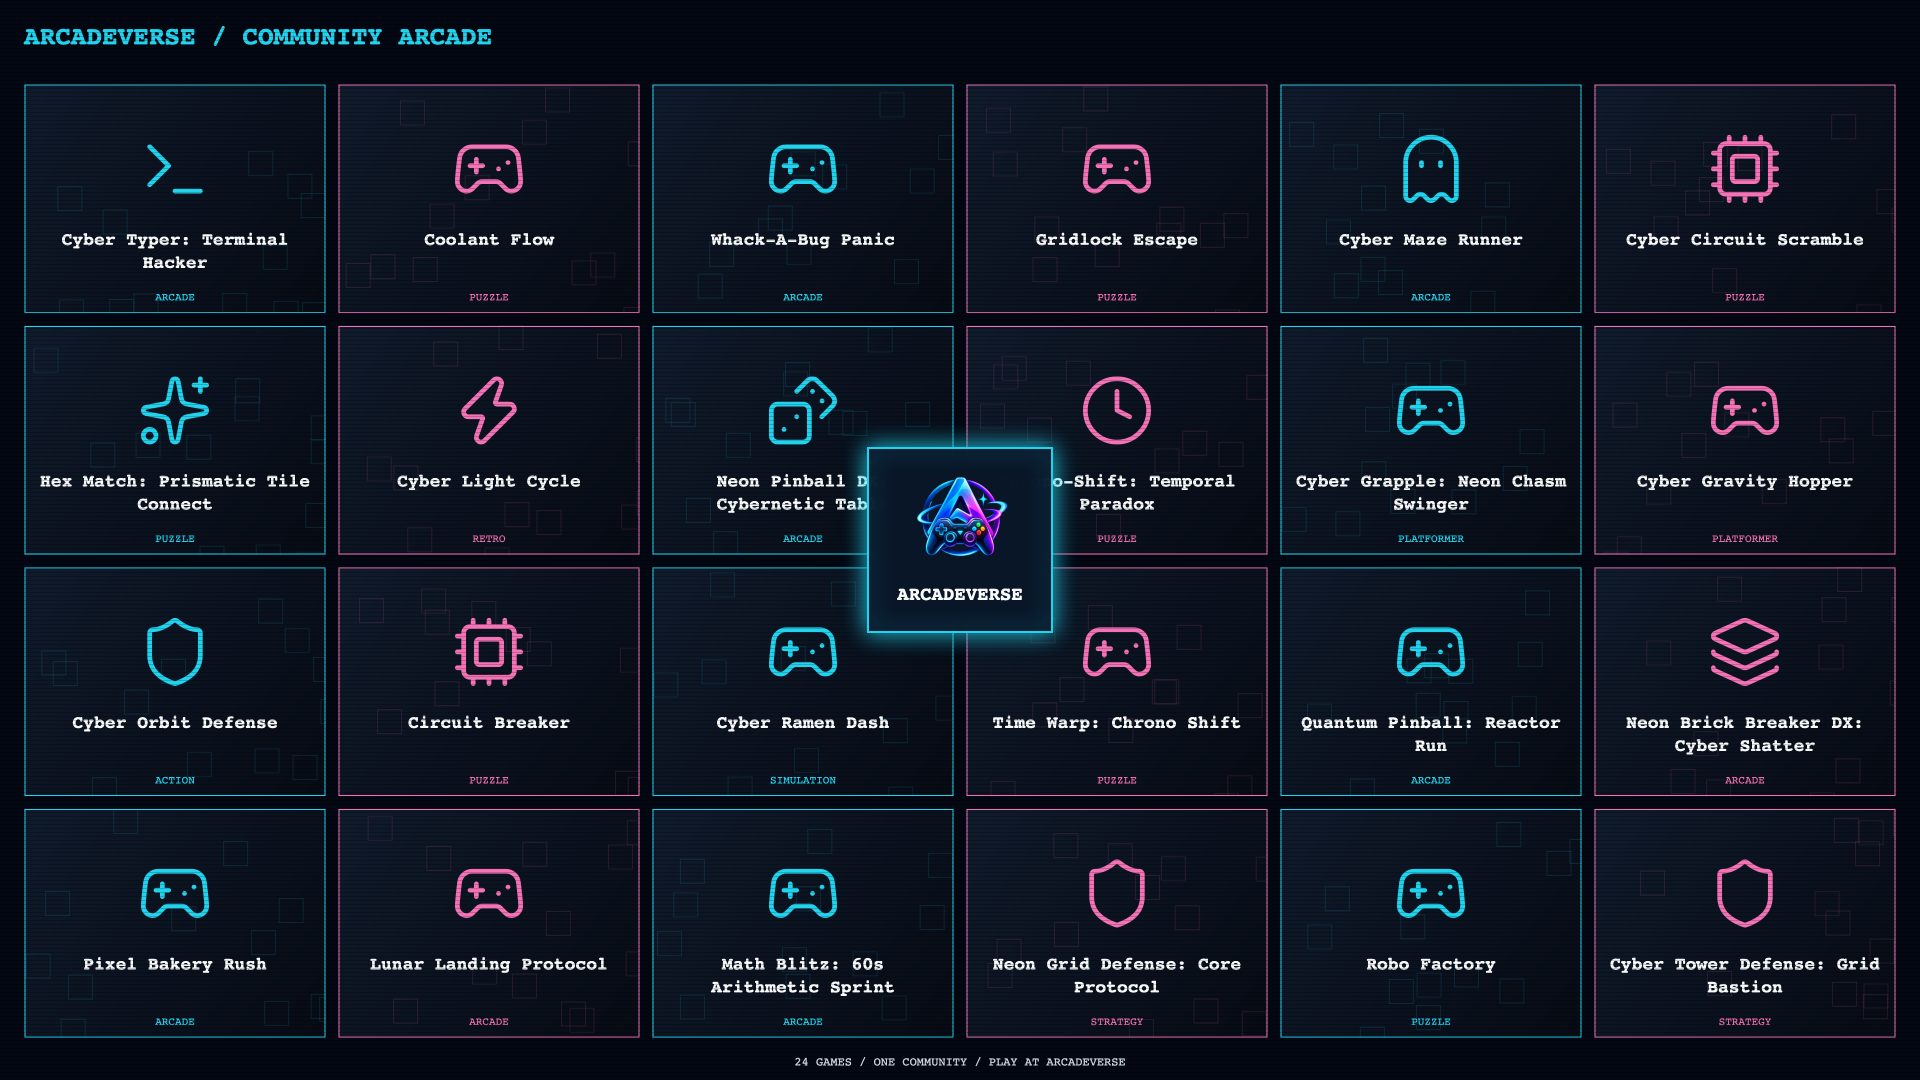 ARCADEVERSE / COMMUNITY ARCADE
Cyber Typer: Terminal
Hacker
ARCADE
Coolant Flow
PUZZLE
Whack-A-Bug Panic
ARCADE
Gridlock Escape
PUZZLE
Cyber Maze Runner
ARCADE
Cyber Circuit Scramble
PUZZLE
Hex Match: Prismatic Tile
Connect
PUZZLE
Cyber Light Cycle
RETRO
Neon Pinball
Cybernetic
ARCADE
Temporal
Paradox
PUZZLE
Cyber Grapple: Neon Chasm
Swinger
PLATFORMER
Cyber Gravity Hopper
PLATFORMER
ARCADEVERSE
Cyber Orbit Defense
ACTION
Circuit Breaker
PUZZLE
Cyber Ramen Dash
SIMULATION
Time Warp: Chrono Shift
PUZZLE
Quantum Pinball: Reactor
Run
ARCADE
Neon Brick Breaker DX:
Cyber Shatter
ARCADE
Pixel Bakery Rush
ARCADE
Lunar Landing Protocol
ARCADE
Math Blitz: 60s
Arithmetic Sprint
ARCADE
Neon Grid Defense: Core
Protocol
STRATEGY
Robo Factory
PUZZLE
Cyber Tower Defense: Grid
Bastion
STRATEGY
24 GAMES / ONE COMMUNITY / PLAY AT ARCADEVERSE